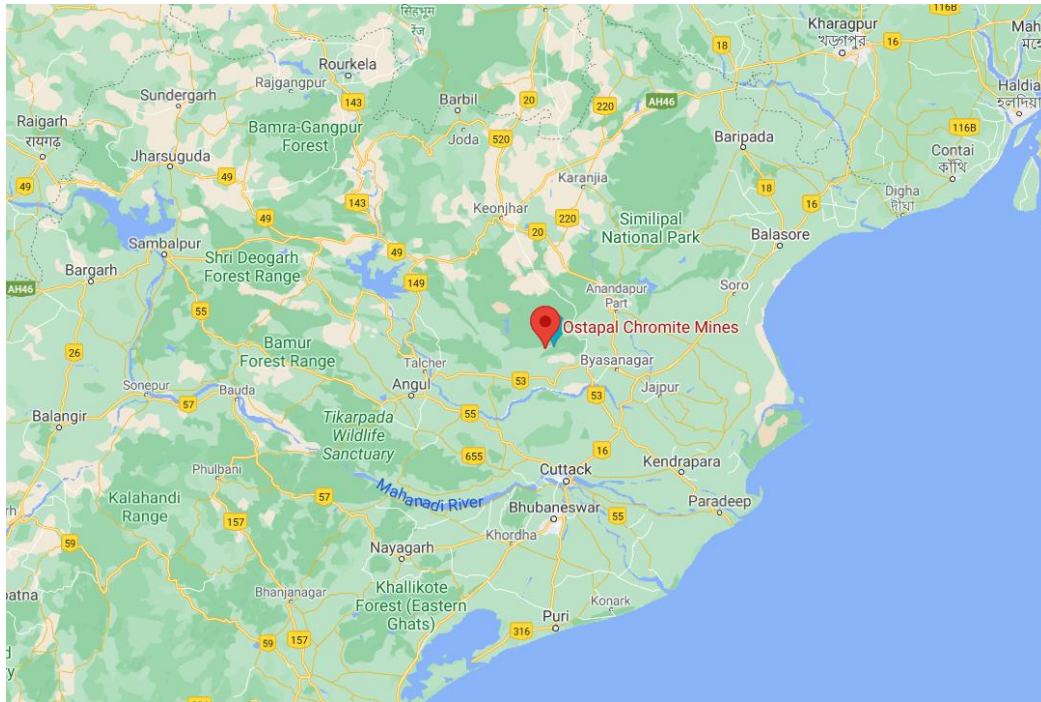 सिंहभूम
रेंज
116B
Kharagpur
খড়্গপুর
16
18
Rourkela
Rajgangpur
Sundergarh
143
Barbil
20
220
AH46
Haldia
হলদিয়া
Raigarh
रायगढ़
Bamra-Gangpur
Forest
Joda
520
Baripada
116B
Contai
কাঁথি
Jharsuguda
49
49
Karanjia
18
Digha
দীঘা
143
Keonjhar
220
Similipal
National Park
16
49
20
Balasore
Sambalpur
Shri Deogarh
Forest Range
49
Bargarh
149
Anandapur
Part
Soro
AH46
55
Ostapal Chromite Mines
26
Bamur
Forest Range
Talcher
Byasanagar
Sonepur
Bauda
Angul
53
53
Jajpur
57
Balangir
Tikarpada
Wildlife
Sanctuary
55
655
16
Kendrapara
Phulbani
Cuttack
Mahanadi River
Paradeep
Kalahandi
Range
57
Bhubaneswar
55
157
Khordha
59
Nayagarh
Khallikote
Forest (Eastern
Ghats)
Bhanjanagar
Konark
Puri
316
59
157